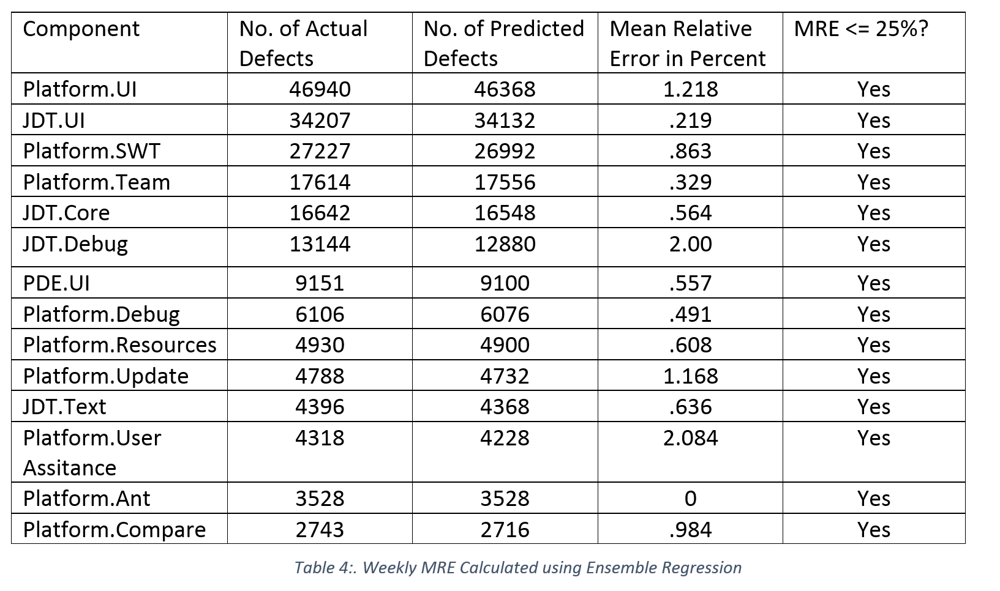 Component No. of Actual Defects No. of Predicted Defects Mean Relative Error in Percent MRE <= 25%?
Platform.UI 46940 46368 1.218 Yes
JDT.UI 34207 34132 .219 Yes
Platform.SWT 27227 26992 .863 Yes
Platform.Team 17614 17556 .329 Yes
JDT.Core 16642 16548 .564 Yes
JDT.Debug 13144 12880 2.00 Yes
PDE.UI 9151 9100 .557 Yes
Platform.Debug 6106 6076 .491 Yes
Platform.Resources 4930 4900 .608 Yes
Platform.Update 4788 4732 1.168 Yes
JDT.Text 4396 4368 .636 Yes
Platform.User Assitance 4318 4228 2.084 Yes
Platform.Ant 3528 3528 0 Yes
Platform.Compare 2743 2716 .984 Yes
Table 4:. Weekly MRE Calculated using Ensemble Regression